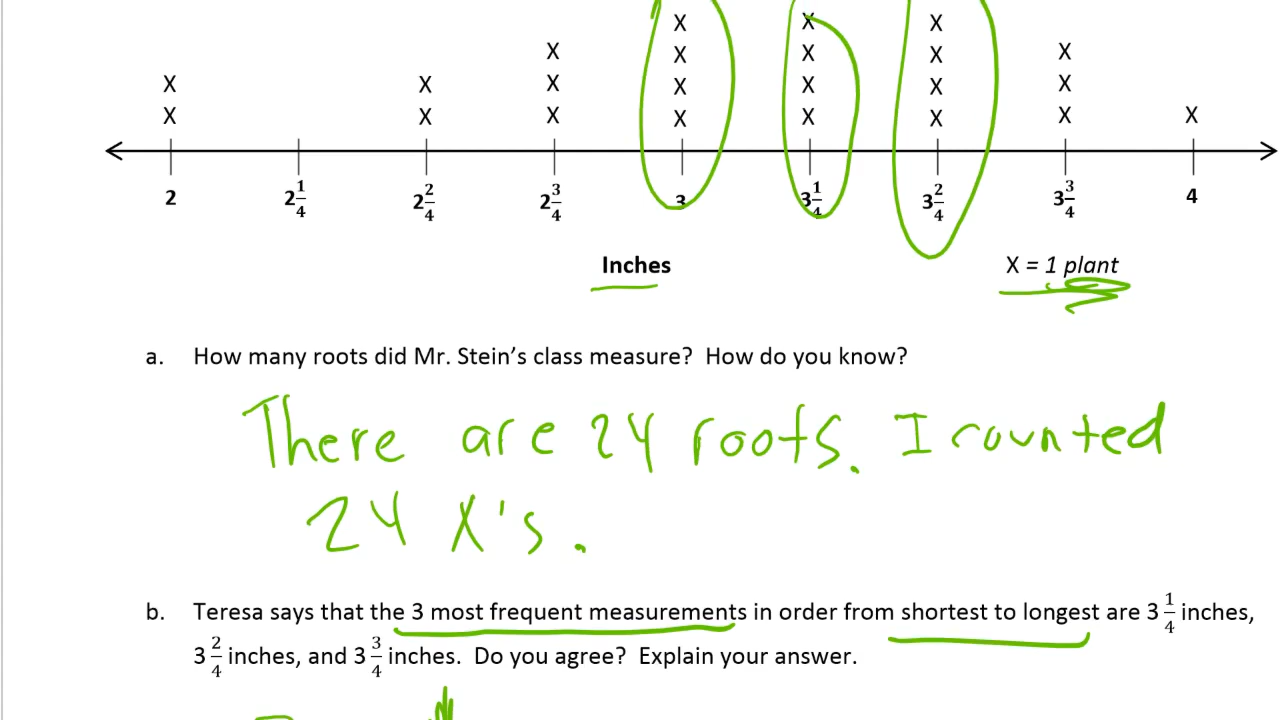 X X X
X X X X X
X X X X X X X
X X X X X X X X
2 2 1/4 2 2/4 2 3/4 3 3 1/4 3 2/4 3 3/4 4
Inches X = 1 plant
a. How many roots did Mr. Stein’s class measure? How do you know?
There are 24 roots. I counted
24 X's.
b. Teresa says that the 3 most frequent measurements in order from shortest to longest are 3 1/4 inches,
3 2/4 inches, and 3 3/4 inches. Do you agree? Explain your answer.